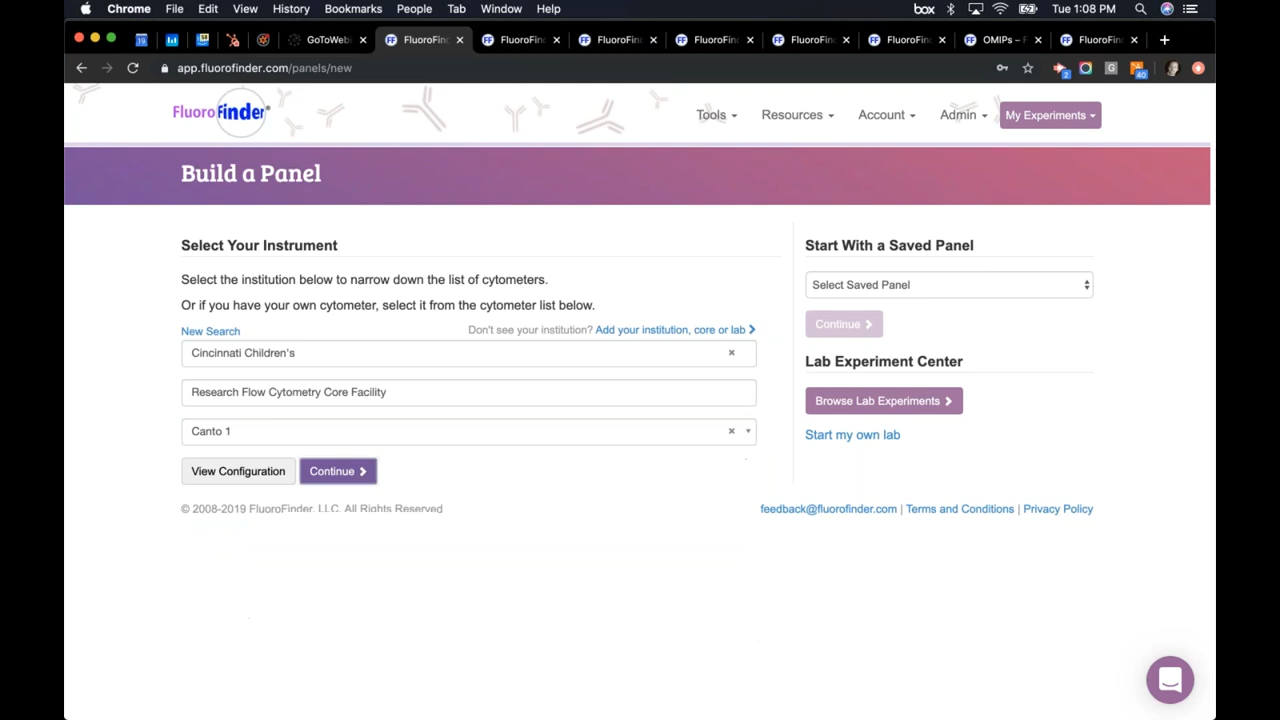 Chrome File Edit View History Bookmarks People Tab Window Help box Tue 1:08 PM
19 GoToWeb FluoroFin FluoroFin FluoroFin FluoroFin FluoroFin FluoroFin OMIPs – F FluoroFin
app.fluorofinder.com/panels/new 2 G 40
FluoroFinder® Tools Resources Account Admin My Experiments
Build a Panel
Select Your Instrument
Select the institution below to narrow down the list of cytometers.
Or if you have your own cytometer, select it from the cytometer list below.
New Search Don't see your institution? Add your institution, core or lab
Cincinnati Children's ×
Research Flow Cytometry Core Facility
Canto 1 ×
View Configuration Continue
Start With a Saved Panel
Select Saved Panel
Continue
Lab Experiment Center
Browse Lab Experiments
Start my own lab
© 2008-2019 FluoroFinder, LLC. All Rights Reserved feedback@fluorofinder.com | Terms and Conditions | Privacy Policy